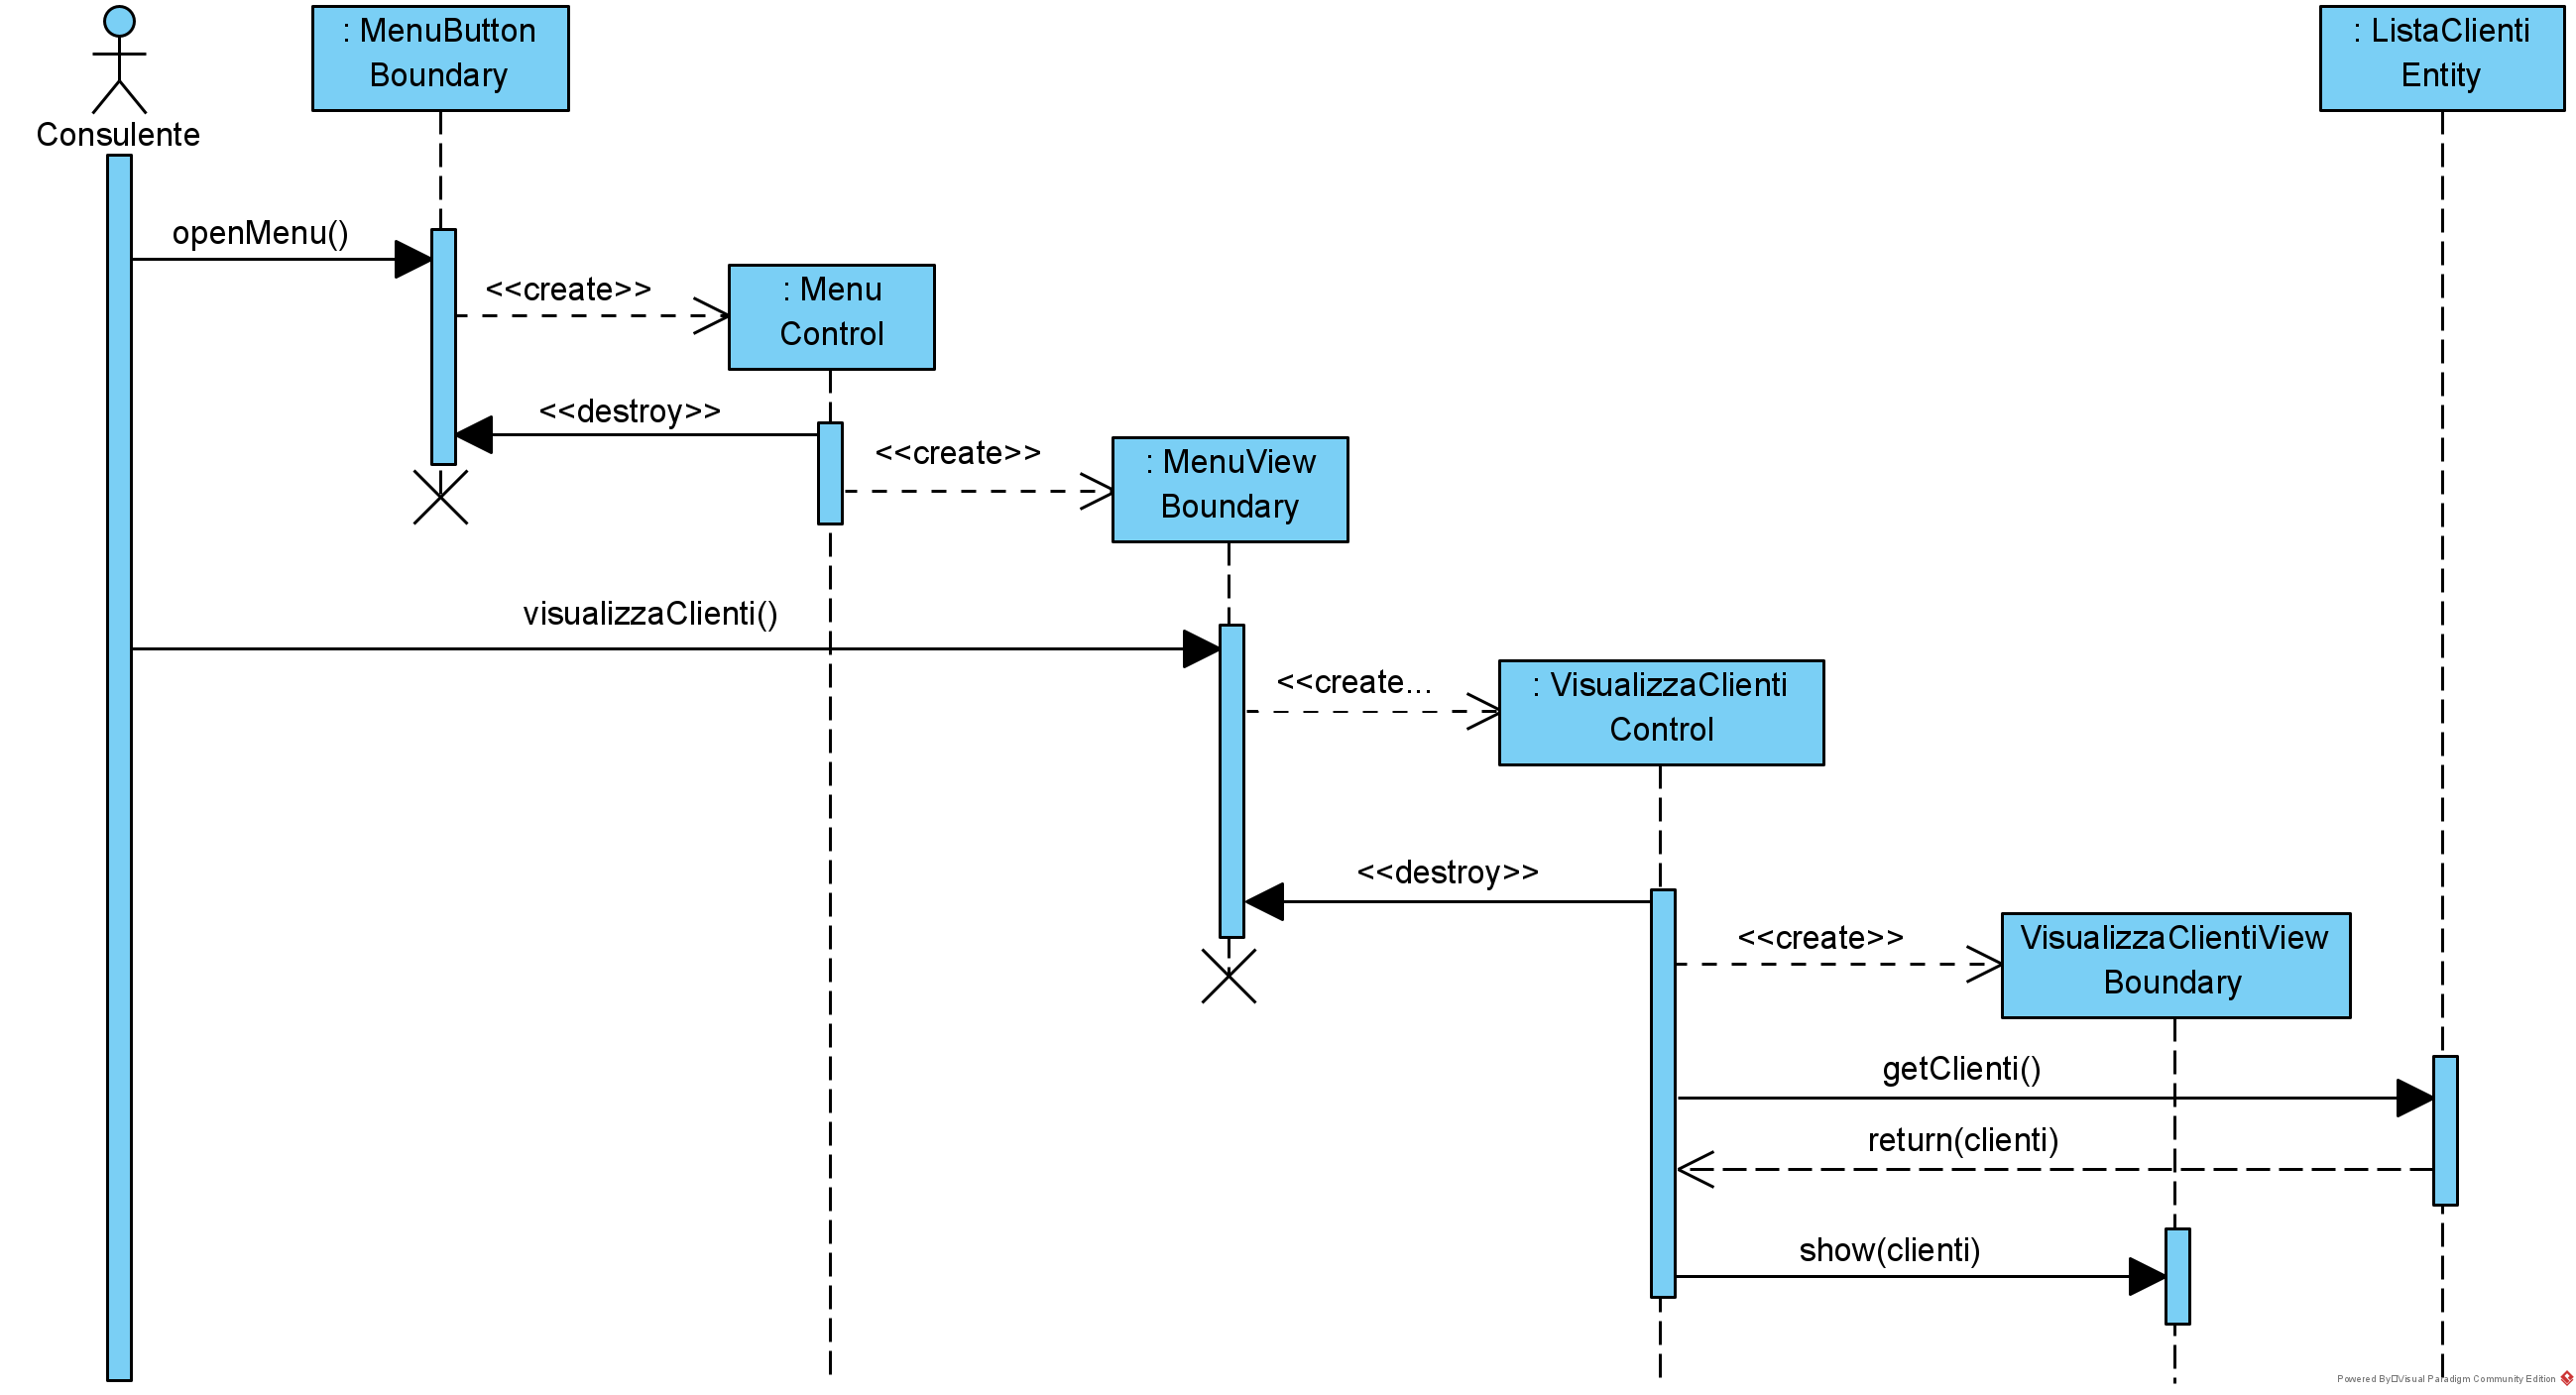 : MenuButton
Boundary
: ListaClienti
Entity
Consulente
openMenu()
<<create>>
: Menu
Control
<<destroy>>
<<create>>
: MenuView
Boundary
visualizzaClienti()
<<create...
: VisualizzaClienti
Control
<<destroy>>
<<create>>
VisualizzaClientiView
Boundary
getClienti()
return(clienti)
show(clienti)
Powered By Visual Paradigm Community Edition